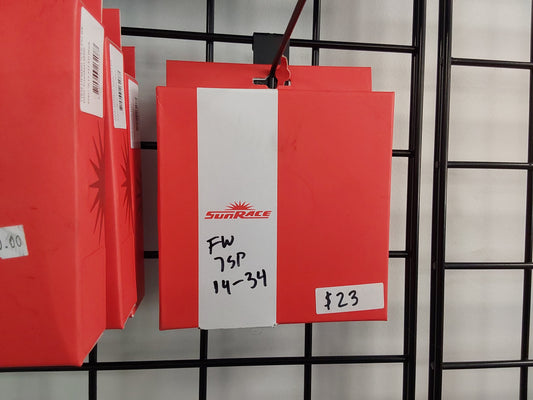 SUNRACE
FW
7SP
14-34
$23
.00